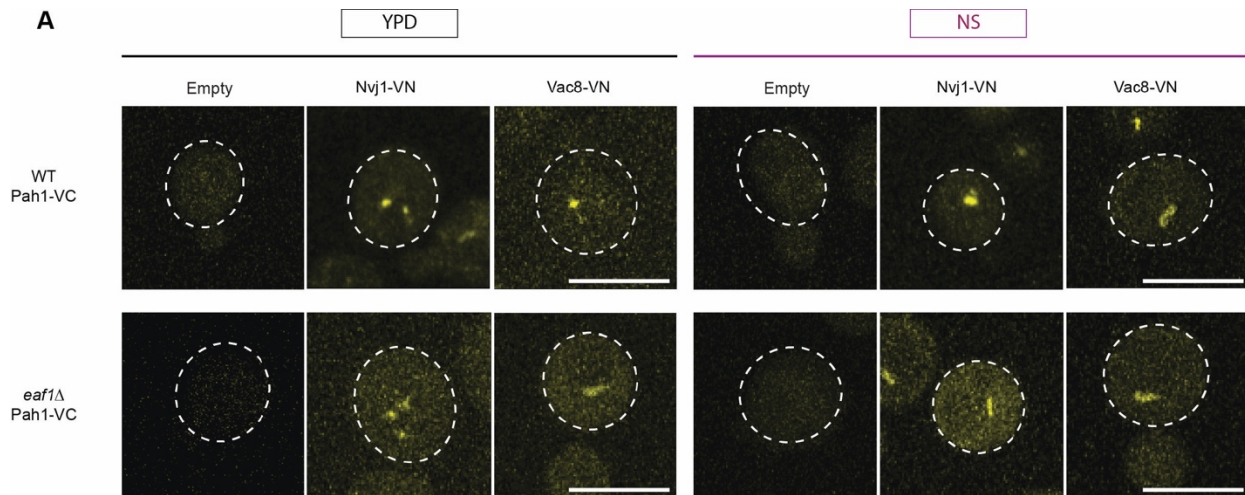 A
YPD
NS
Empty
Nvj1-VN
Vac8-VN
Empty
Nvj1-VN
Vac8-VN
WT
Pah1-VC
eaf1Δ
Pah1-VC